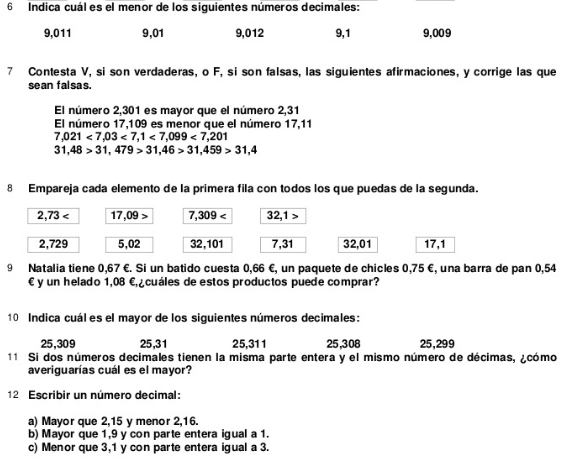 6 Indica cuál es el menor de los siguientes números decimales:
9,011 9,01 9,012 9,1 9,009
7 Contesta V, si son verdaderas, o F, si son falsas, las siguientes afirmaciones, y corrige las que
sean falsas.
El número 2,301 es mayor que el número 2,31
El número 17,109 es menor que el número 17,11
7,021 < 7,03 < 7,1 < 7,099 < 7,201
31,48 > 31, 479 > 31,46 > 31,459 > 31,4
8 Empareja cada elemento de la primera fila con todos los que puedas de la segunda.
2,73 < 17,09 > 7,309 < 32,1 >
2,729 5,02 32,101 7,31 32,01 17,1
9 Natalia tiene 0,67 €. Si un batido cuesta 0,66 €, un paquete de chicles 0,75 €, una barra de pan 0,54
€ y un helado 1,08 €,¿cuáles de estos productos puede comprar?
10 Indica cuál es el mayor de los siguientes números decimales:
25,309 25,31 25,311 25,308 25,299
11 Si dos números decimales tienen la misma parte entera y el mismo número de décimas, ¿cómo
averiguarías cuál es el mayor?
12 Escribir un número decimal:
a) Mayor que 2,15 y menor 2,16.
b) Mayor que 1,9 y con parte entera igual a 1.
c) Menor que 3,1 y con parte entera igual a 3.